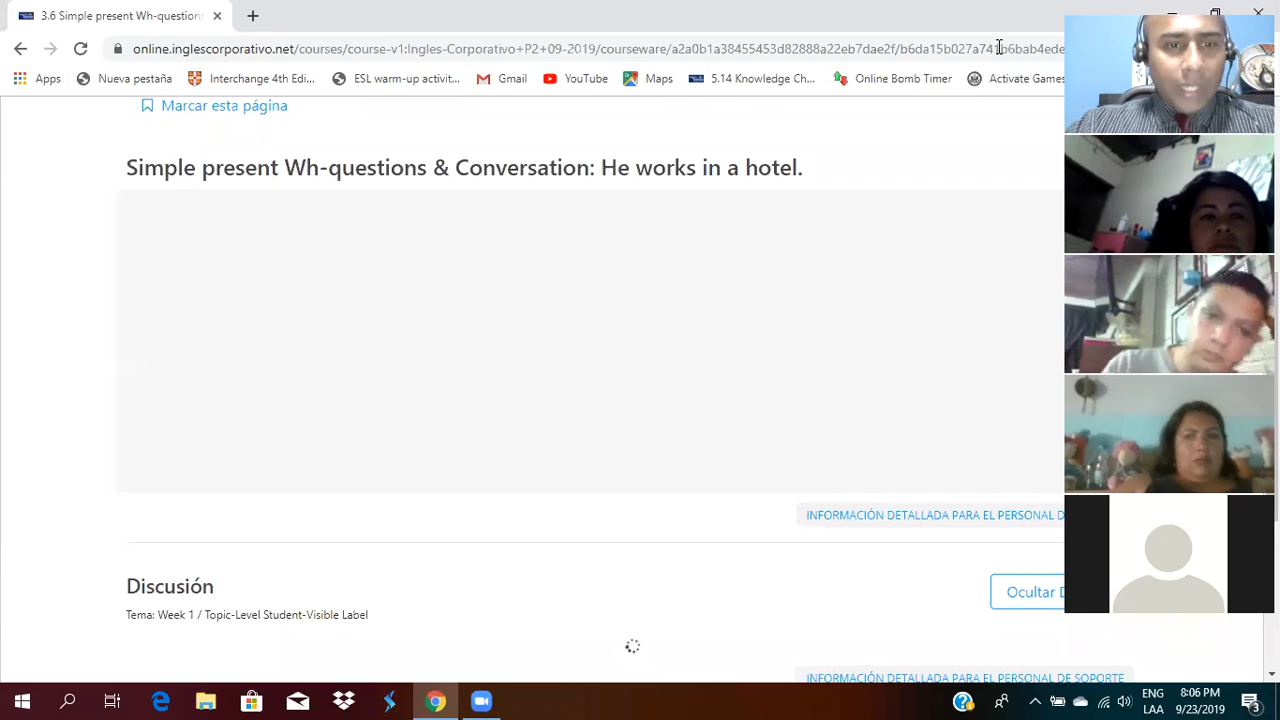 3.6 Simple present Wh-questions
online.inglescorporativo.net/courses/course-v1:Ingles-Corporativo+P2+09-2019/courseware/a2a0b1a38455453d82888a22eb7dae2f/b6da15b027a741b6bab4ede
Apps Nueva pestaña Interchange 4th Edi... ESL warm-up activit... Gmail YouTube Maps 5.14 Knowledge Ch... Online Bomb Timer Activate Games
Marcar esta página
Simple present Wh-questions & Conversation: He works in a hotel.
INFORMACIÓN DETALLADA PARA EL PERSONAL D
Discusión
Ocultar D
Tema: Week 1 / Topic-Level Student-Visible Label
INFORMACIÓN DETALLADA PARA EL PERSONAL DE SOPORTE
ENG 8:06 PM
LAA 9/23/2019 3